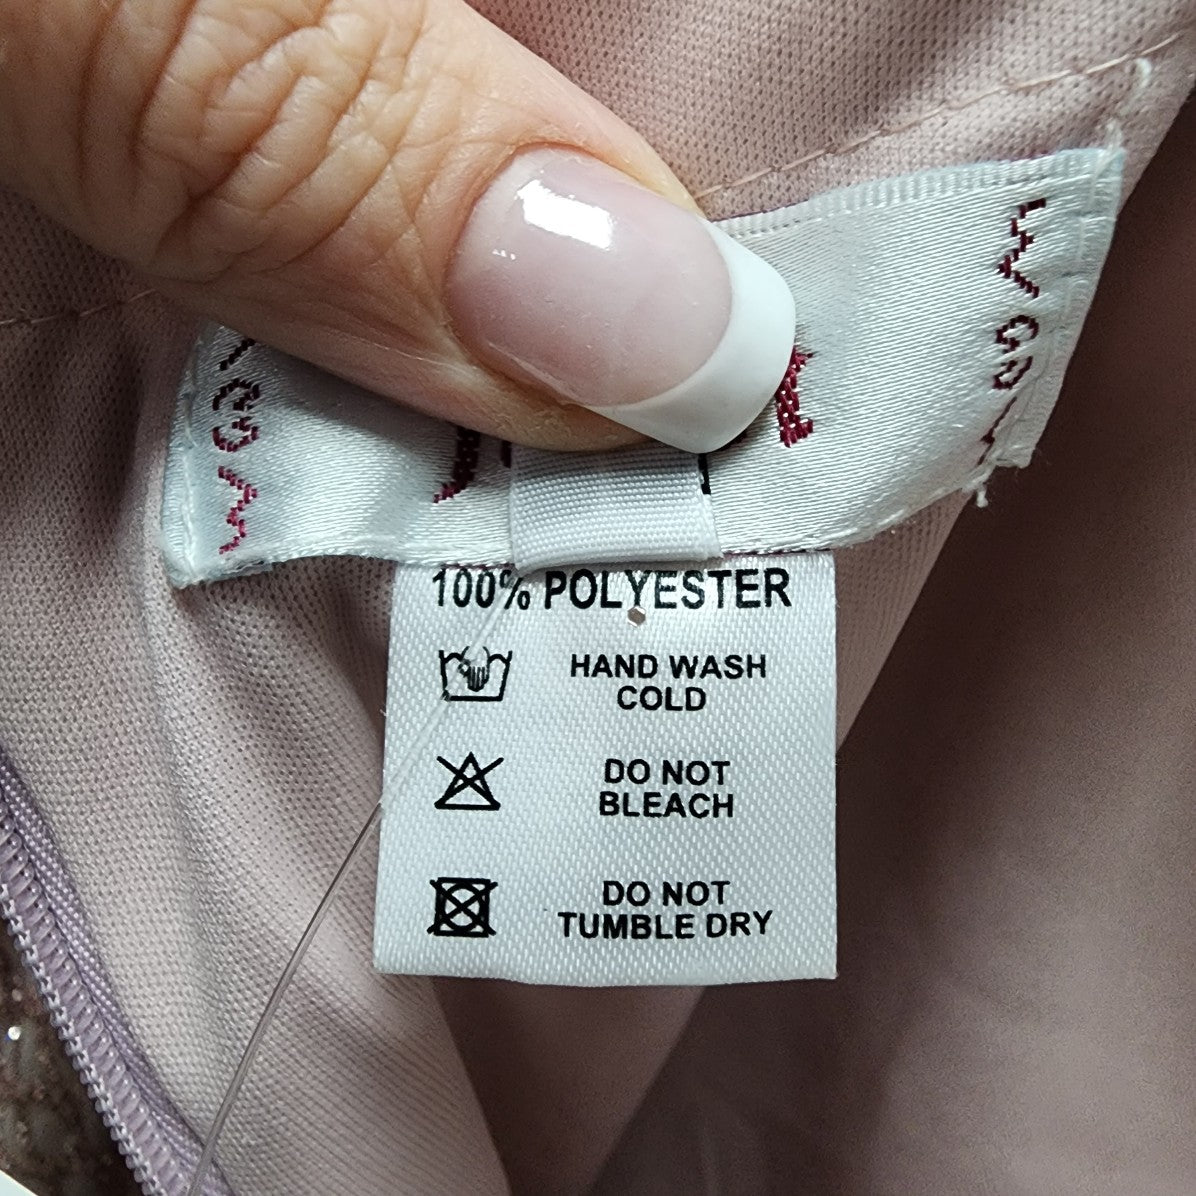 100% POLYESTER
HAND WASH
COLD
DO NOT
BLEACH
DO NOT
TUMBLE DRY